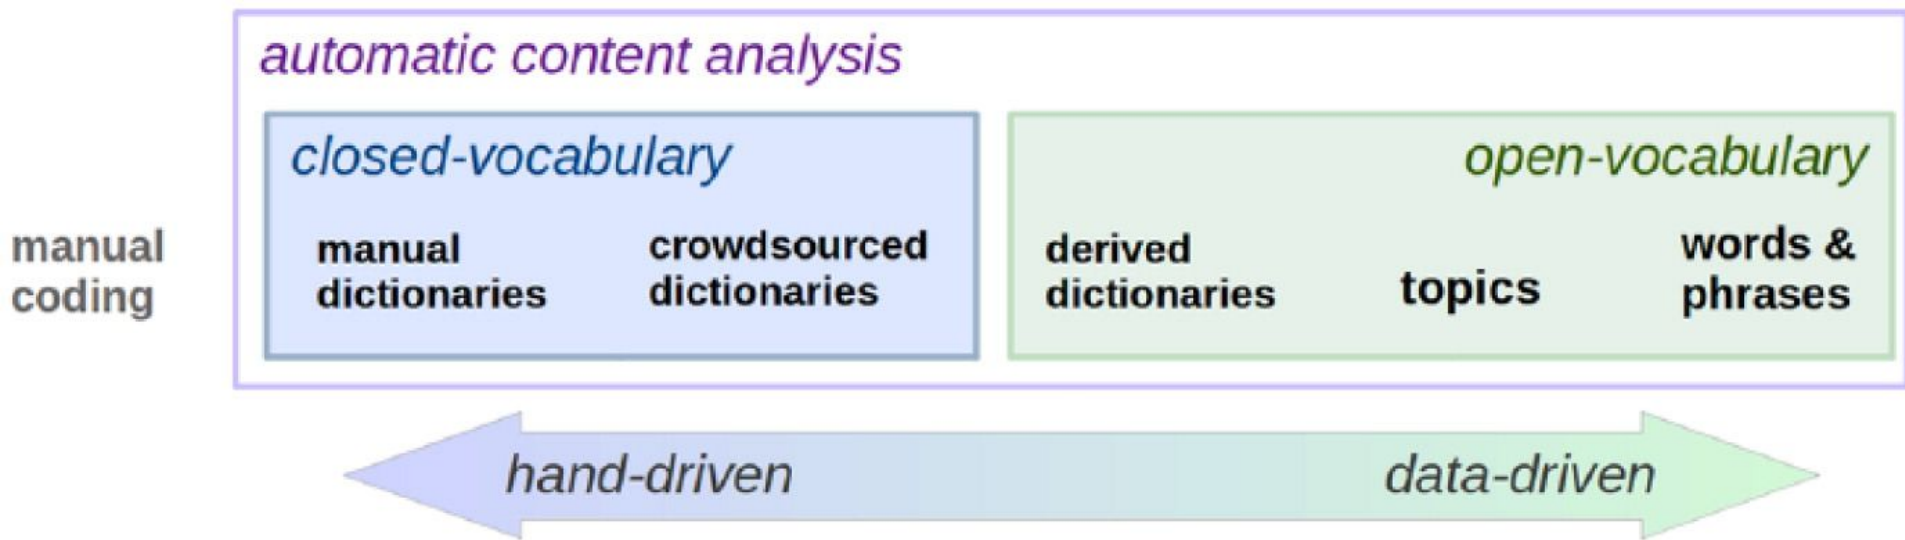 automatic content analysis
closed-vocabulary
open-vocabulary
manual
coding
manual
dictionaries
crowdsourced
dictionaries
derived
dictionaries
topics
words &
phrases
hand-driven
data-driven